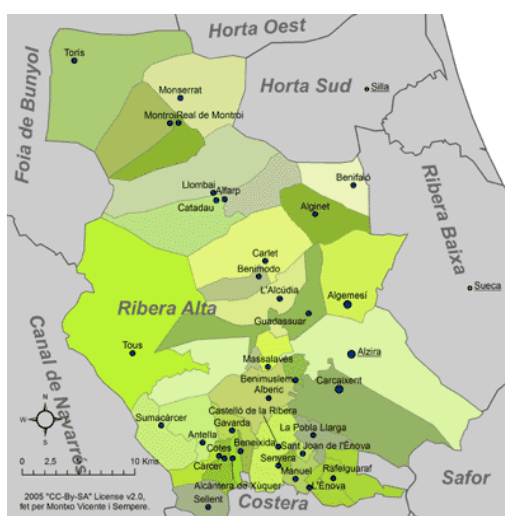 Horta Oest
Torís
Foia de Bunyol
Monserrat
Horta Sud
Silla
Montroi
Real de Montroi
Benifaió
Llombai
Alfarp
Catadau
Alginet
Ribera Baixa
Carlet
Benimodo
L'Alcúdia
Algemesí
Sueca
Ribera Alta
Guadassuar
Canal de Navarrés
Tous
Massalavés
Alzira
Benimuslem
Carcaixent
Alberic
N
W
E
S
Sumacàrcer
Castelló de la Ribera
Gavarda
La Pobla Llarga
Antella
Beneixida
Sant Joan de l'Ènova
Cotes
Senyera
Càrcer
Manuel
Rafelguaraf
Alcàntera de Xúquer
L'Ènova
Safor
0 2,5 5 10 Kms
Sellent
Costera
2005 "CC-By-SA" License v2.0,
fet per Montxo Vicente i Sempere.